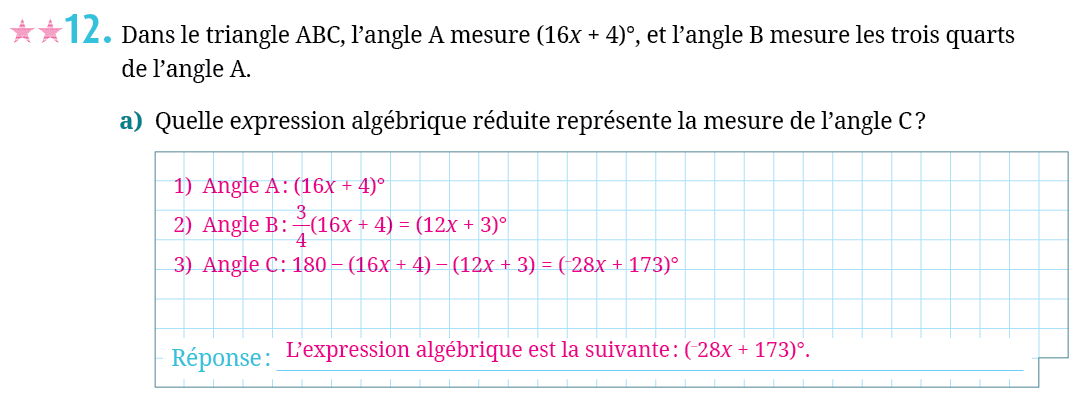 12. Dans le triangle ABC, l’angle A mesure (16x + 4)°, et l’angle B mesure les trois quarts
de l’angle A.
a) Quelle expression algébrique réduite représente la mesure de l’angle C ?
1) Angle A : (16x + 4)°
2) Angle B : 3/4(16x + 4) = (12x + 3)°
3) Angle C : 180 – (16x + 4) – (12x + 3) = (⁻28x + 173)°
Réponse : L’expression algébrique est la suivante : (⁻28x + 173)°.